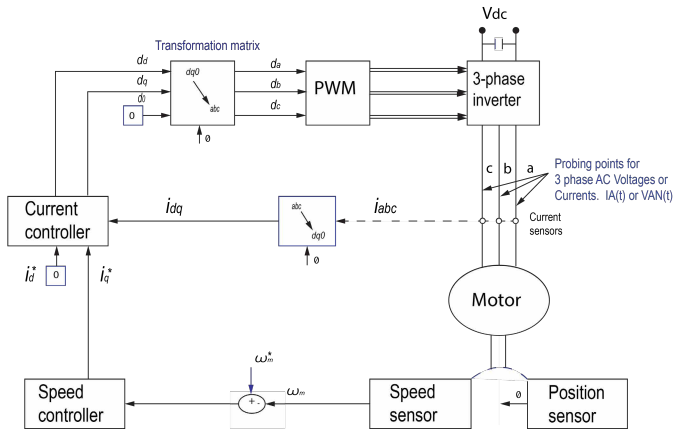 Vdc
Transformation matrix
dd
dq
d0
0
dq0
abc
θ
da
db
dc
PWM
3-phase
inverter
c b a
Probing points for
3 phase AC Voltages or
Currents. IA(t) or VAN(t)
Current
sensors
Current
controller
idq
abc
dq0
θ
iabc
id*
0
iq*
Motor
Speed
controller
ωm*
+ -
ωm
Speed
sensor
θ
Position
sensor